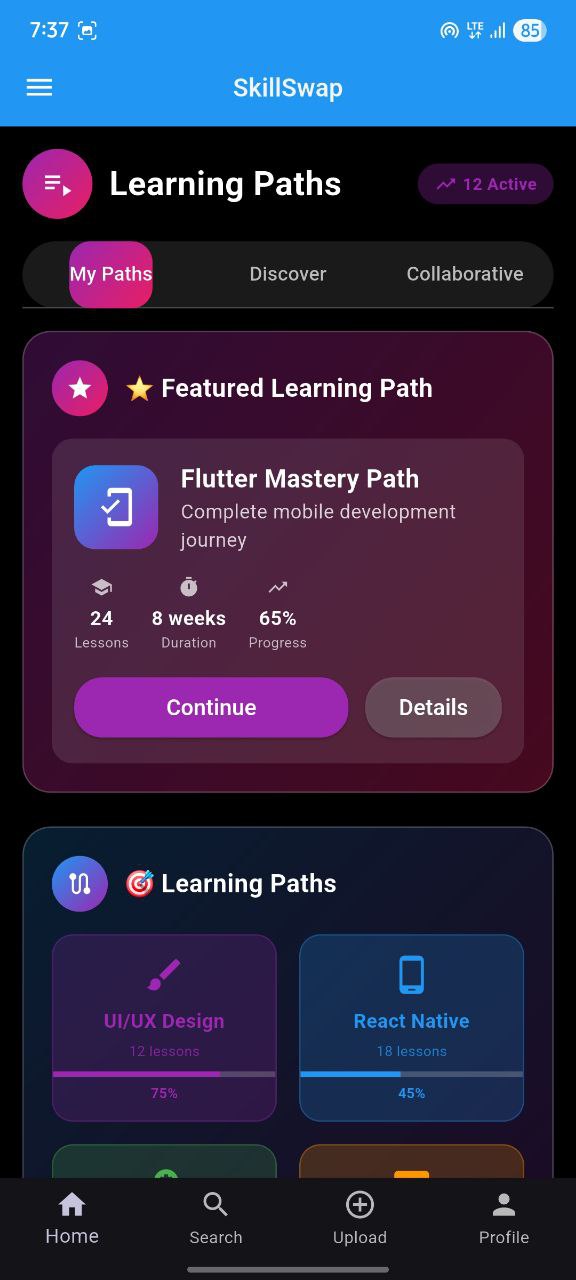 7:37
LTE
85
SkillSwap
Learning Paths
12 Active
My Paths
Discover
Collaborative
⭐ Featured Learning Path
Flutter Mastery Path
Complete mobile development
journey
24
8 weeks
65%
Lessons
Duration
Progress
Continue
Details
🎯 Learning Paths
UI/UX Design
React Native
12 lessons
18 lessons
75%
45%
Home
Search
Upload
Profile